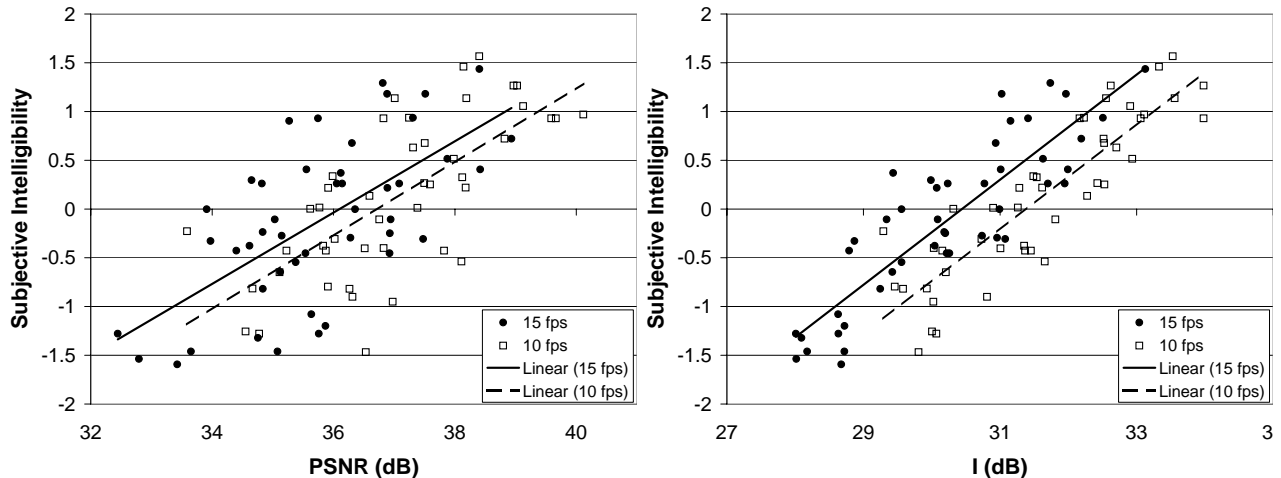 2
1.5
1
0.5
0
-0.5
-1
-1.5
-2
Subjective Intelligibility
32 34 36 38 40
PSNR (dB)
15 fps
10 fps
Linear (15 fps)
Linear (10 fps)
2
1.5
1
0.5
0
-0.5
-1
-1.5
-2
Subjective Intelligibility
27 29 31 33 3
I (dB)
15 fps
10 fps
Linear (15 fps)
Linear (10 fps)